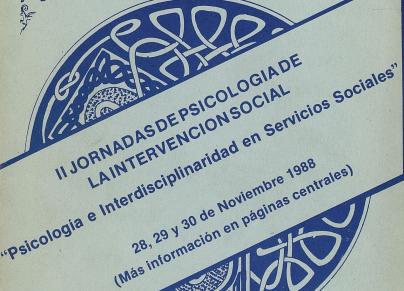 II JORNADAS DE PSICOLOGIA DE
LA INTERVENCION SOCIAL
"Psicología e Interdisciplinaridad en Servicios Sociales"
28, 29 y 30 de Noviembre 1988
(Más información en páginas centrales)